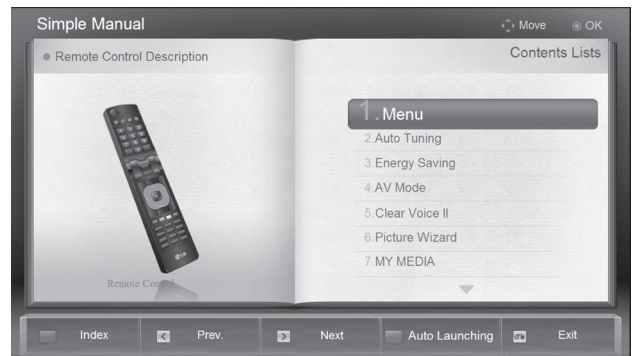 Simple Manual
Move
OK
Remote Control Description
Contents Lists
1.Menu
2.Auto Tuning
3.Energy Saving
4.AV Mode
5.Clear Voice II
6.Picture Wizard
7.MY MEDIA
LG
Remote Control
Index
Prev.
Next
Auto Launching
Exit